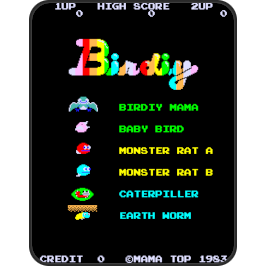 1UP HIGH SCORE 2UP
0 0 0
Birdiy
BIRDIY MAMA
BABY BIRD
MONSTER RAT A
MONSTER RAT B
CATERPILLER
EARTH WORM
CREDIT 0 ©MAMA TOP 1983